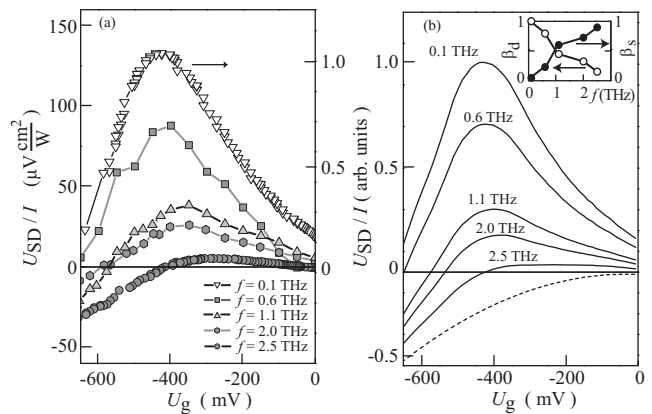 (a)
150
100
50
0
-50
U_SD / I (μV cm²/W)
1.0
0.5
0
f = 0.1 THz
f = 0.6 THz
f = 1.1 THz
f = 2.0 THz
f = 2.5 THz
-600 -400 -200 0
U_g ( mV )
(b)
1.0
0.5
0
-0.5
U_SD / I ( arb. units )
0.1 THz
0.6 THz
1.1 THz
2.0 THz
2.5 THz
1 1
β_d β_s
0 0
0 1 2 f(THz)
-600 -400 -200 0
U_g ( mV )